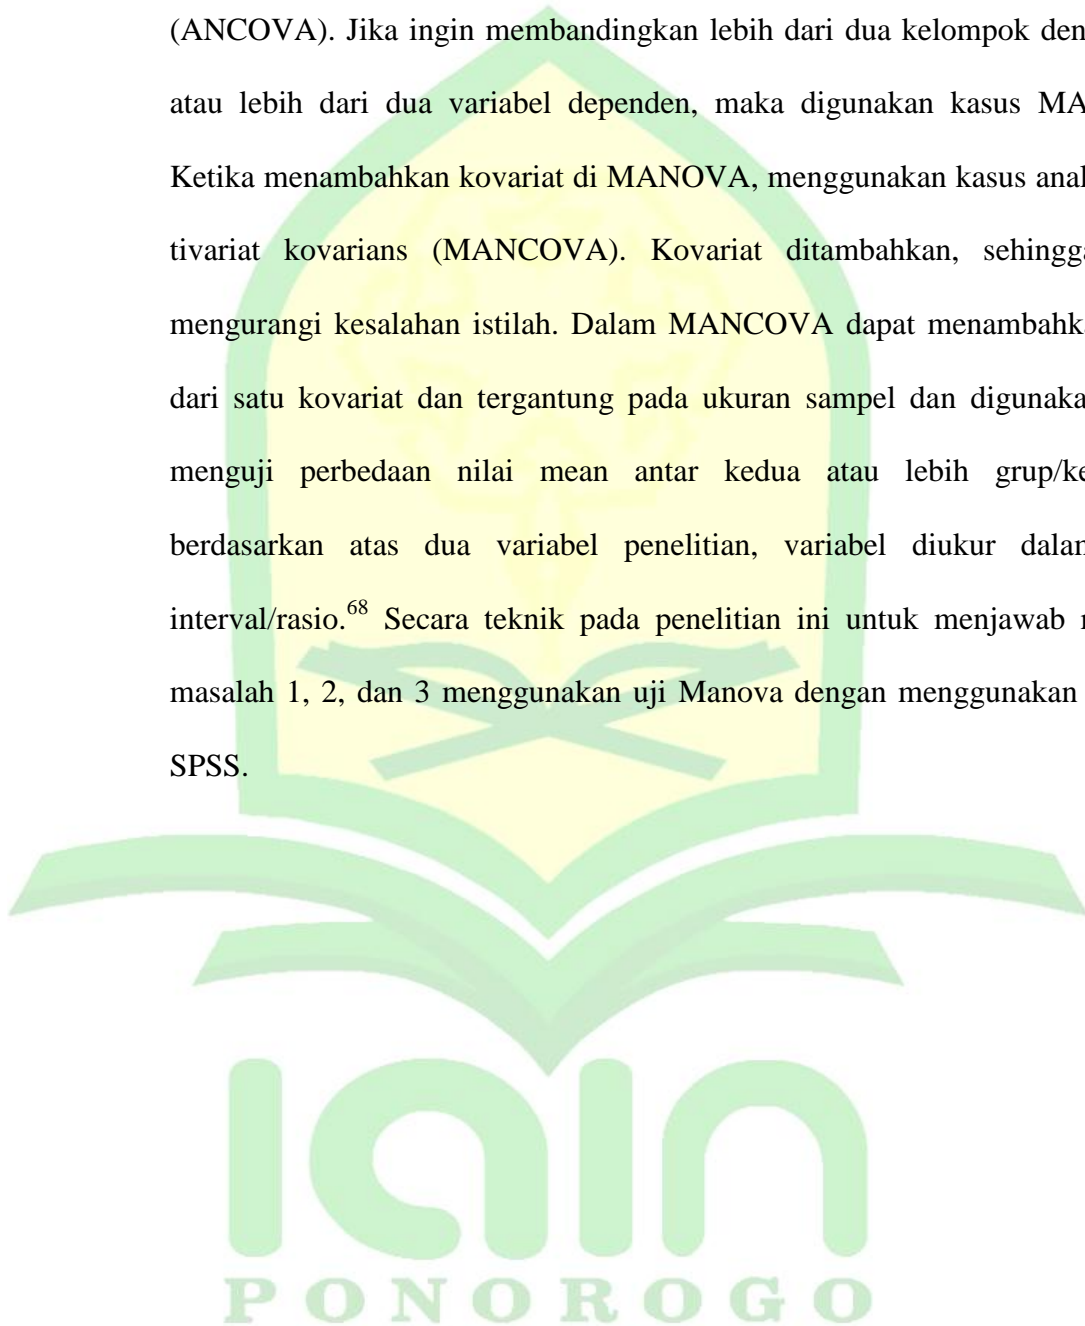 (ANCOVA). Jika ingin membandingkan lebih dari dua kelompok den
atau lebih dari dua variabel dependen, maka digunakan kasus MA
Ketika menambahkan kovariat di MANOVA, menggunakan kasus anal
tivariat kovarians (MANCOVA). Kovariat ditambahkan, sehingga
mengurangi kesalahan istilah. Dalam MANCOVA dapat menambahka
dari satu kovariat dan tergantung pada ukuran sampel dan digunaka
menguji perbedaan nilai mean antar kedua atau lebih grup/ke
berdasarkan atas dua variabel penelitian, variabel diukur dalam
interval/rasio.68 Secara teknik pada penelitian ini untuk menjawab r
masalah 1, 2, dan 3 menggunakan uji Manova dengan menggunakan
SPSS.
iain
PONOROGO